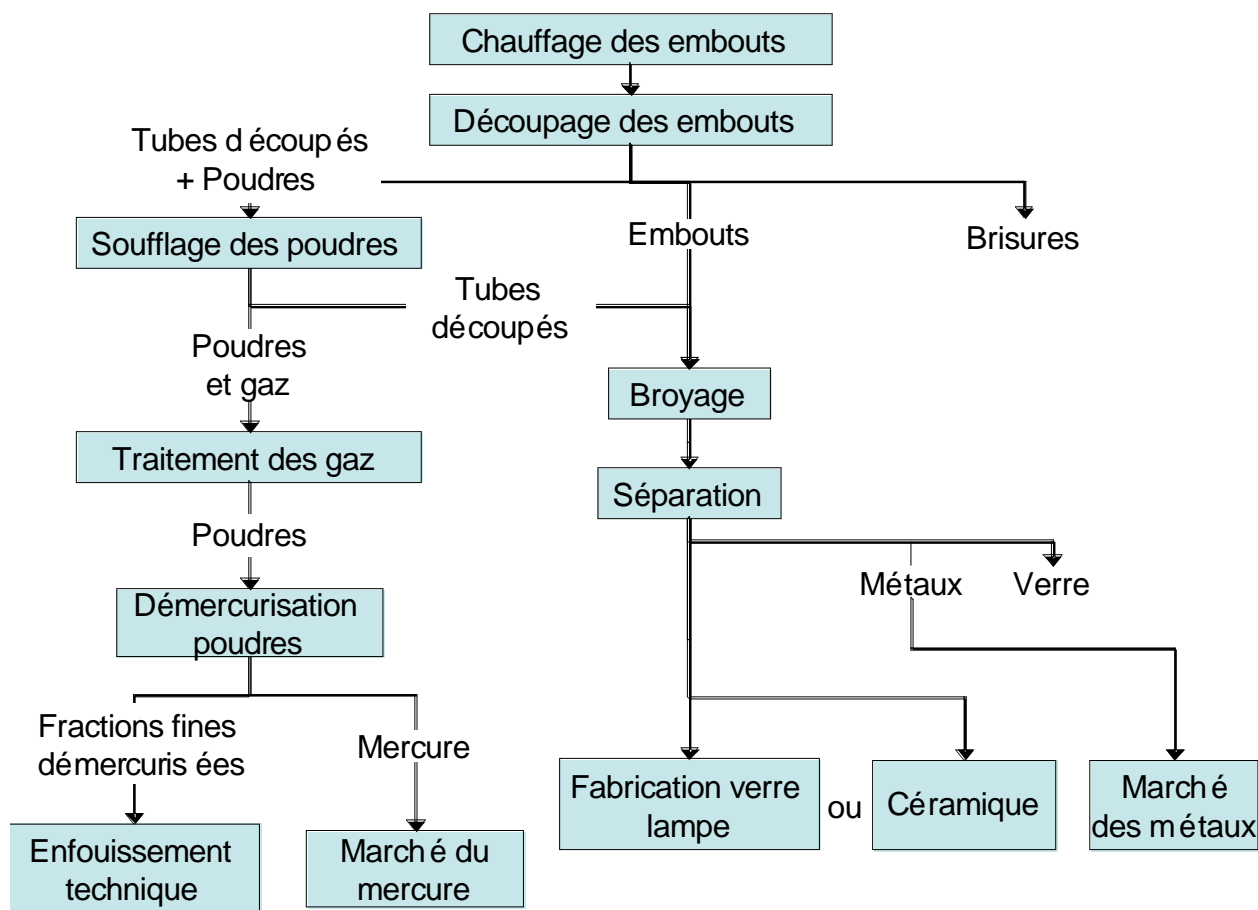 Chauffage des embouts
Découpage des embouts
Tubes découpés
+ Poudres
Soufflage des poudres
Embouts
Brisures
Tubes
découpés
Poudres
et gaz
Broyage
Traitement des gaz
Séparation
Poudres
Métaux
Verre
Démercurisation
poudres
Fractions fines
démercurisées
Mercure
Fabrication verre
lampe
ou
Céramique
Marché
des métaux
Enfouissement
technique
Marché du
mercure